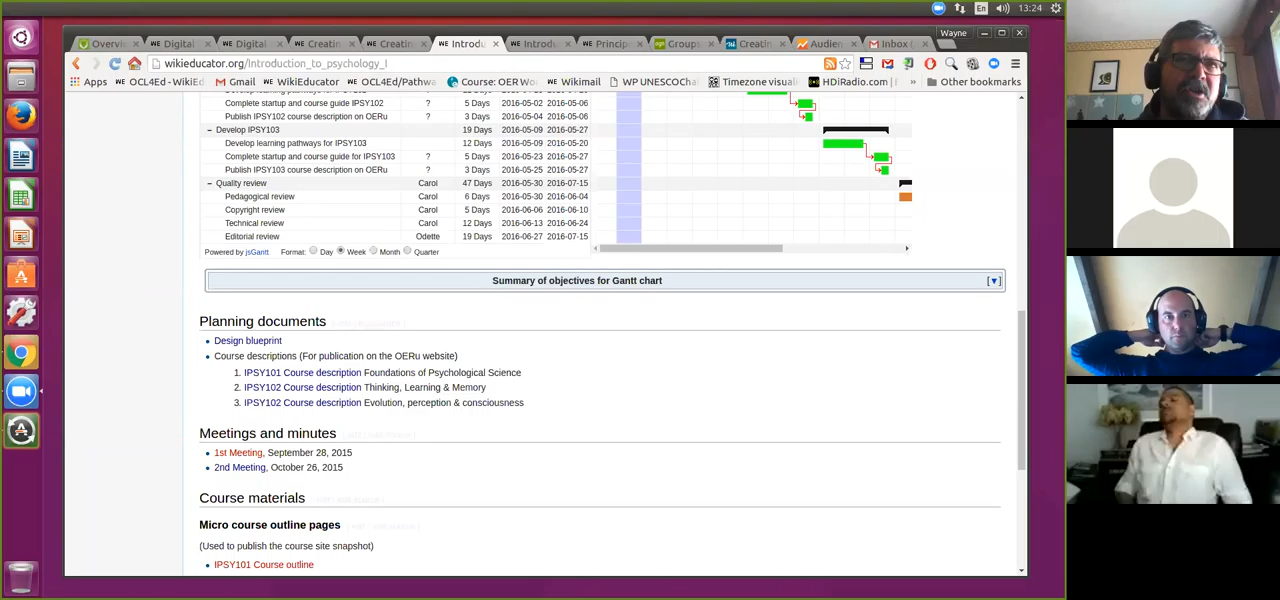 En 13:24
Wayne
Overvi Digital Digital Creatin Creatin Introdu Introdu Princip Groups Creatin Audien Inbox (
wikieducator.org/Introduction_to_psychology_I
Apps OCL4Ed - WikiEd Gmail WikiEducator OCL4Ed/Pathwa Course: OER Wor Wikimail WP UNESCOCha Timezone visuali HDiRadio.com | » Other bookmarks
Complete startup and course guide IPSY102 ? 5 Days 2016-05-02 2016-05-06
Publish IPSY102 course description on OERu ? 3 Days 2016-05-04 2016-05-06
– Develop IPSY103 19 Days 2016-05-09 2016-05-27
Develop learning pathways for IPSY103 12 Days 2016-05-09 2016-05-20
Complete startup and course guide for IPSY103 ? 5 Days 2016-05-23 2016-05-27
Publish IPSY103 course description on OERu ? 3 Days 2016-05-25 2016-05-27
– Quality review Carol 47 Days 2016-05-30 2016-07-15
Pedagogical review Carol 6 Days 2016-05-30 2016-06-04
Copyright review Carol 5 Days 2016-06-06 2016-06-10
Technical review Carol 12 Days 2016-06-13 2016-06-24
Editorial review Odette 19 Days 2016-06-27 2016-07-15
Powered by jsGantt Format: Day Week Month Quarter
Summary of objectives for Gantt chart [▼]
Planning documents
• Design blueprint
• Course descriptions (For publication on the OERu website)
1. IPSY101 Course description Foundations of Psychological Science
2. IPSY102 Course description Thinking, Learning & Memory
3. IPSY102 Course description Evolution, perception & consciousness
Meetings and minutes
• 1st Meeting, September 28, 2015
• 2nd Meeting, October 26, 2015
Course materials
Micro course outline pages
(Used to publish the course site snapshot)
• IPSY101 Course outline